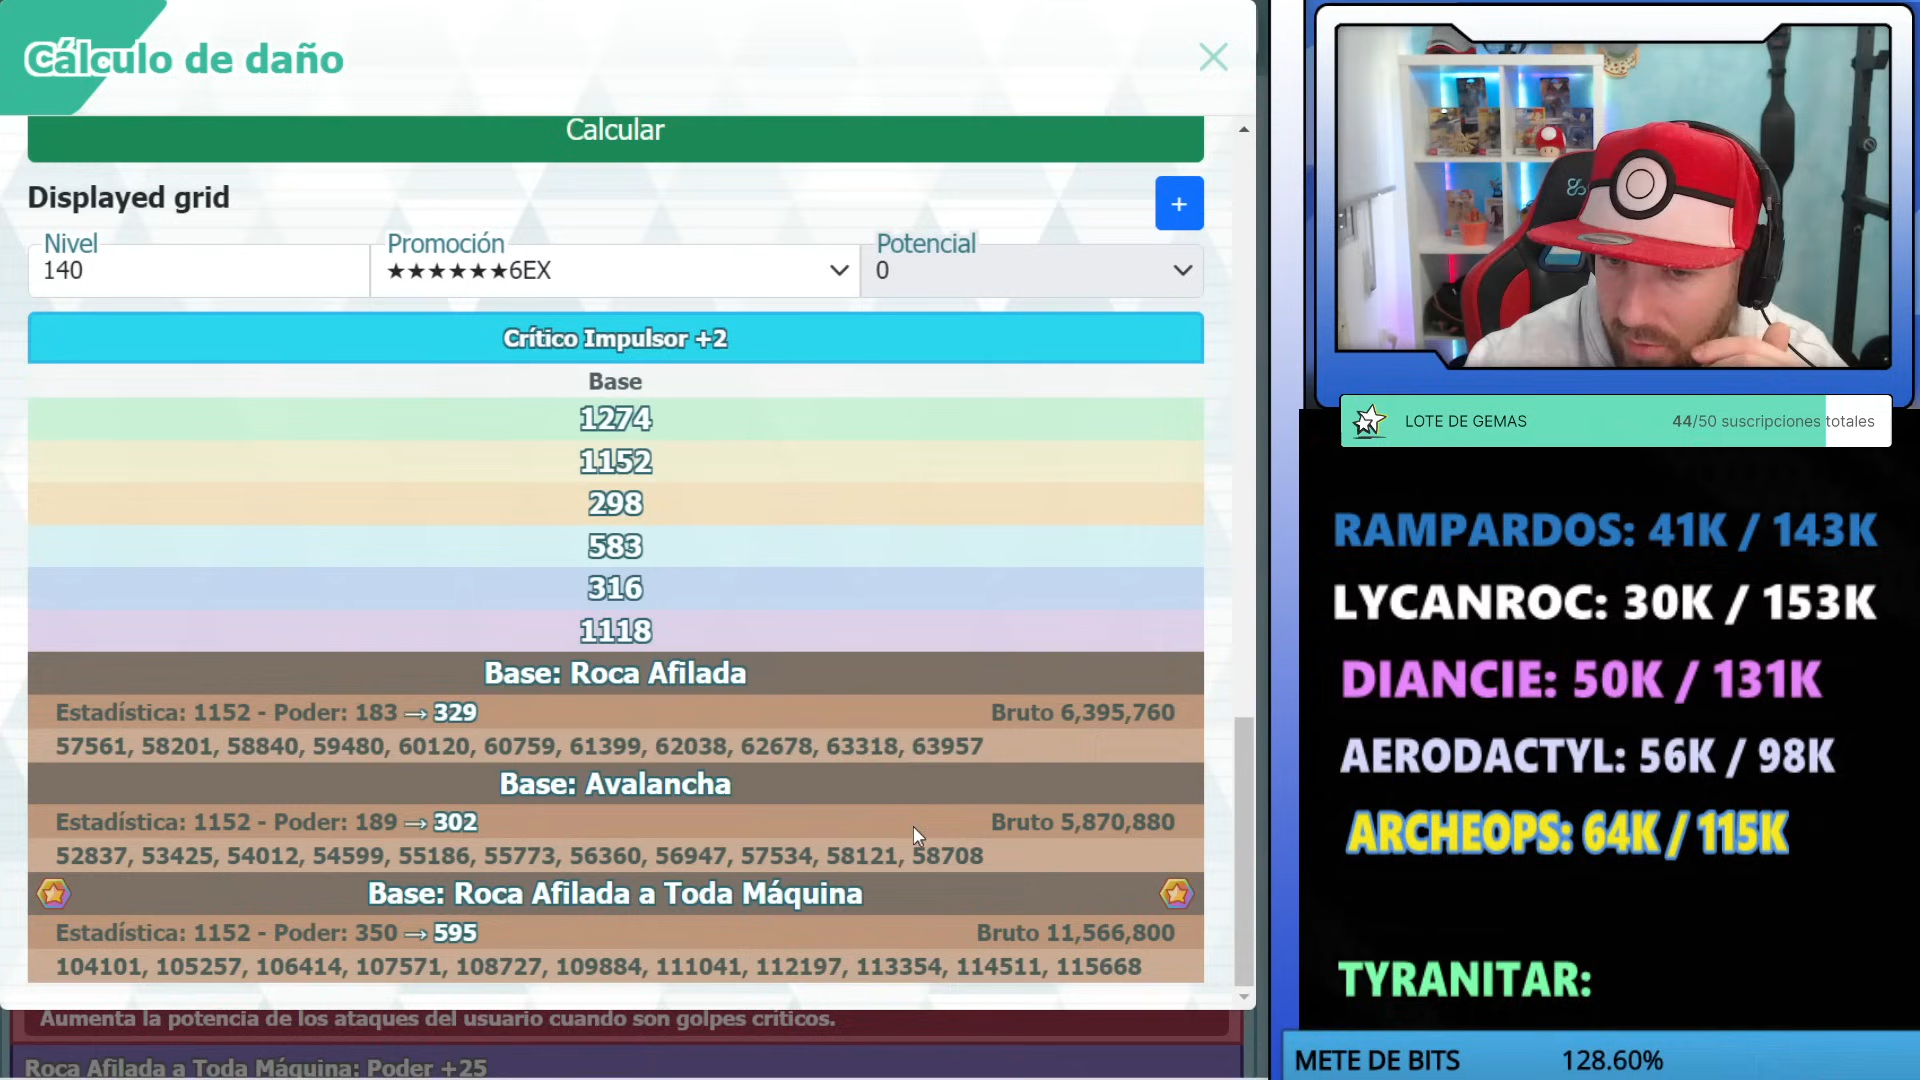 Cálculo de daño
Calcular
Displayed grid
+
Nivel
Promoción
Potencial
140
★★★★★★6EX
0
Crítico Impulsor +2
Base
1274
1152
298
583
316
1118
Base: Roca Afilada
Estadística: 1152 - Poder: 183 → 329
Bruto 6,395,760
57561, 58201, 58840, 59480, 60120, 60759, 61399, 62038, 62678, 63318, 63957
Base: Avalancha
Estadística: 1152 - Poder: 189 → 302
Bruto 5,870,880
52837, 53425, 54012, 54599, 55186, 55773, 56360, 56947, 57534, 58121, 58708
Base: Roca Afilada a Toda Máquina
Estadística: 1152 - Poder: 350 → 595
Bruto 11,566,800
104101, 105257, 106414, 107571, 108727, 109884, 111041, 112197, 113354, 114511, 115668
Aumenta la potencia de los ataques del usuario cuando son golpes críticos.
Roca Afilada a Toda Máquina: Poder +25
LOTE DE GEMAS
44/50 suscripciones totales
RAMPARDOS: 41K / 143K
LYCANROC: 30K / 153K
DIANCIE: 50K / 131K
AERODACTYL: 56K / 98K
ARCHEOPS: 64K / 115K
TYRANITAR:
METE DE BITS
128.60%